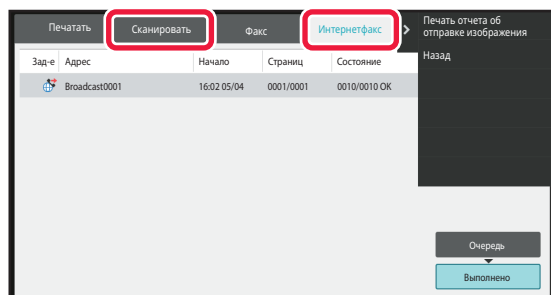 Печатать Сканировать Факс Интернетфакс
Зад-е Адрес Начало Страниц Состояние
Broadcast0001 16:02 05/04 0001/0001 0010/0010 OK
Печать отчета об
отправке изображения
Назад
Очередь
Выполнено